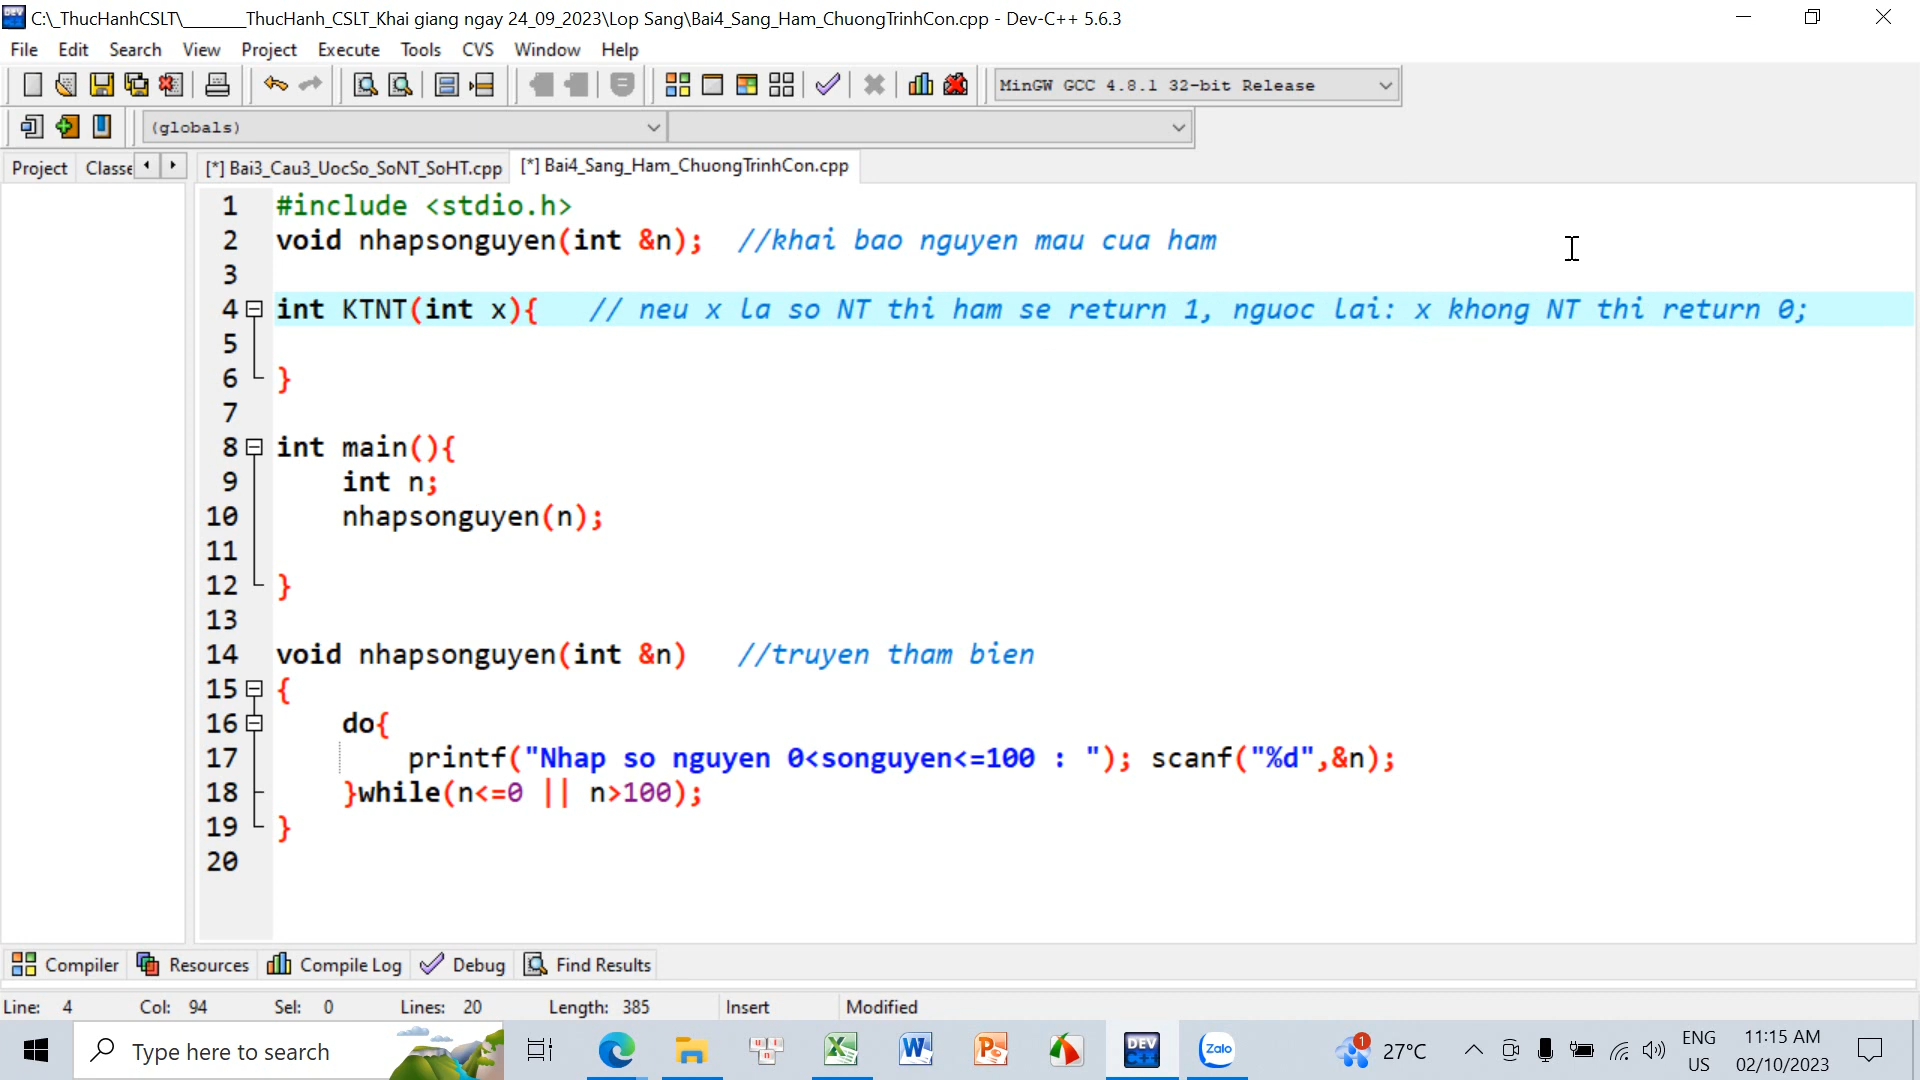 C:\_ThucHanhCSLT\________ThucHanh_CSLT_Khai giang ngay 24_09_2023\Lop Sang\Bai4_Sang_Ham_ChuongTrinhCon.cpp - Dev-C++ 5.6.3
File Edit Search View Project Execute Tools CVS Window Help
MinGW GCC 4.8.1 32-bit Release
(globals)
Project Classe [*] Bai3_Cau3_UocSo_SoNT_SoHT.cpp [*] Bai4_Sang_Ham_ChuongTrinhCon.cpp
1 #include <stdio.h>
2 void nhapsonguyen(int &n); //khai bao nguyen mau cua ham
3
4 int KTNT(int x){ // neu x la so NT thi ham se return 1, nguoc lai: x khong NT thi return 0;
5
6 }
7
8 int main(){
9 int n;
10 nhapsonguyen(n);
11
12 }
13
14 void nhapsonguyen(int &n) //truyen tham bien
15 {
16 do{
17 printf("Nhap so nguyen 0<songuyen<=100 : "); scanf("%d",&n);
18 }while(n<=0 || n>100);
19 }
20
Compiler Resources Compile Log Debug Find Results
Line: 4 Col: 94 Sel: 0 Lines: 20 Length: 385 Insert Modified
Type here to search
DEV
Zalo
1
27°C
ENG
US
11:15 AM
02/10/2023